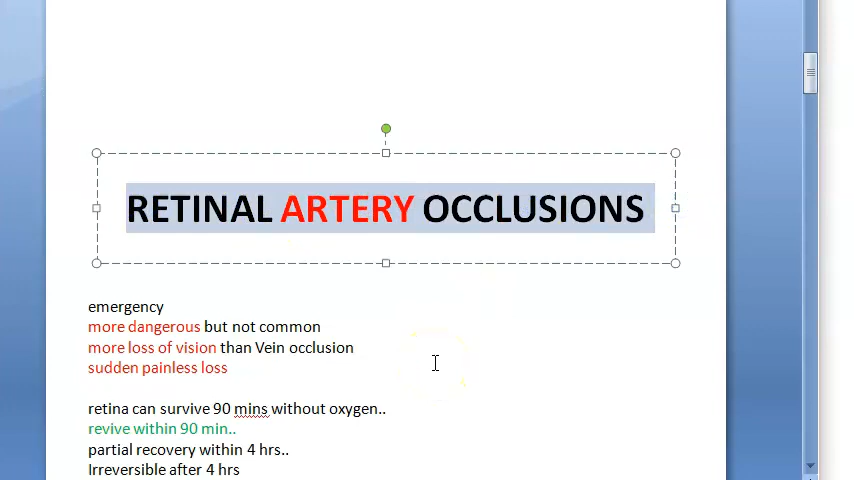 RETINAL ARTERY OCCLUSIONS
emergency
more dangerous but not common
more loss of vision than Vein occlusion
sudden painless loss
retina can survive 90 mins without oxygen..
revive within 90 min..
partial recovery within 4 hrs..
Irreversible after 4 hrs